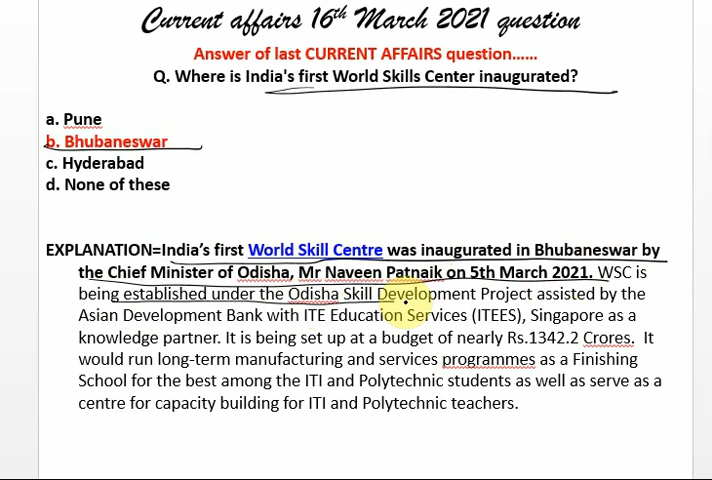 Current affairs 16th March 2021 question
Answer of last CURRENT AFFAIRS question......
Q. Where is India's first World Skills Center inaugurated?
a. Pune
b. Bhubaneswar
c. Hyderabad
d. None of these
EXPLANATION=India's first World Skill Centre was inaugurated in Bhubaneswar by
the Chief Minister of Odisha, Mr Naveen Patnaik on 5th March 2021. WSC is
being established under the Odisha Skill Development Project assisted by the
Asian Development Bank with ITE Education Services (ITEES), Singapore as a
knowledge partner. It is being set up at a budget of nearly Rs.1342.2 Crores. It
would run long-term manufacturing and services programmes as a Finishing
School for the best among the ITI and Polytechnic students as well as serve as a
centre for capacity building for ITI and Polytechnic teachers.